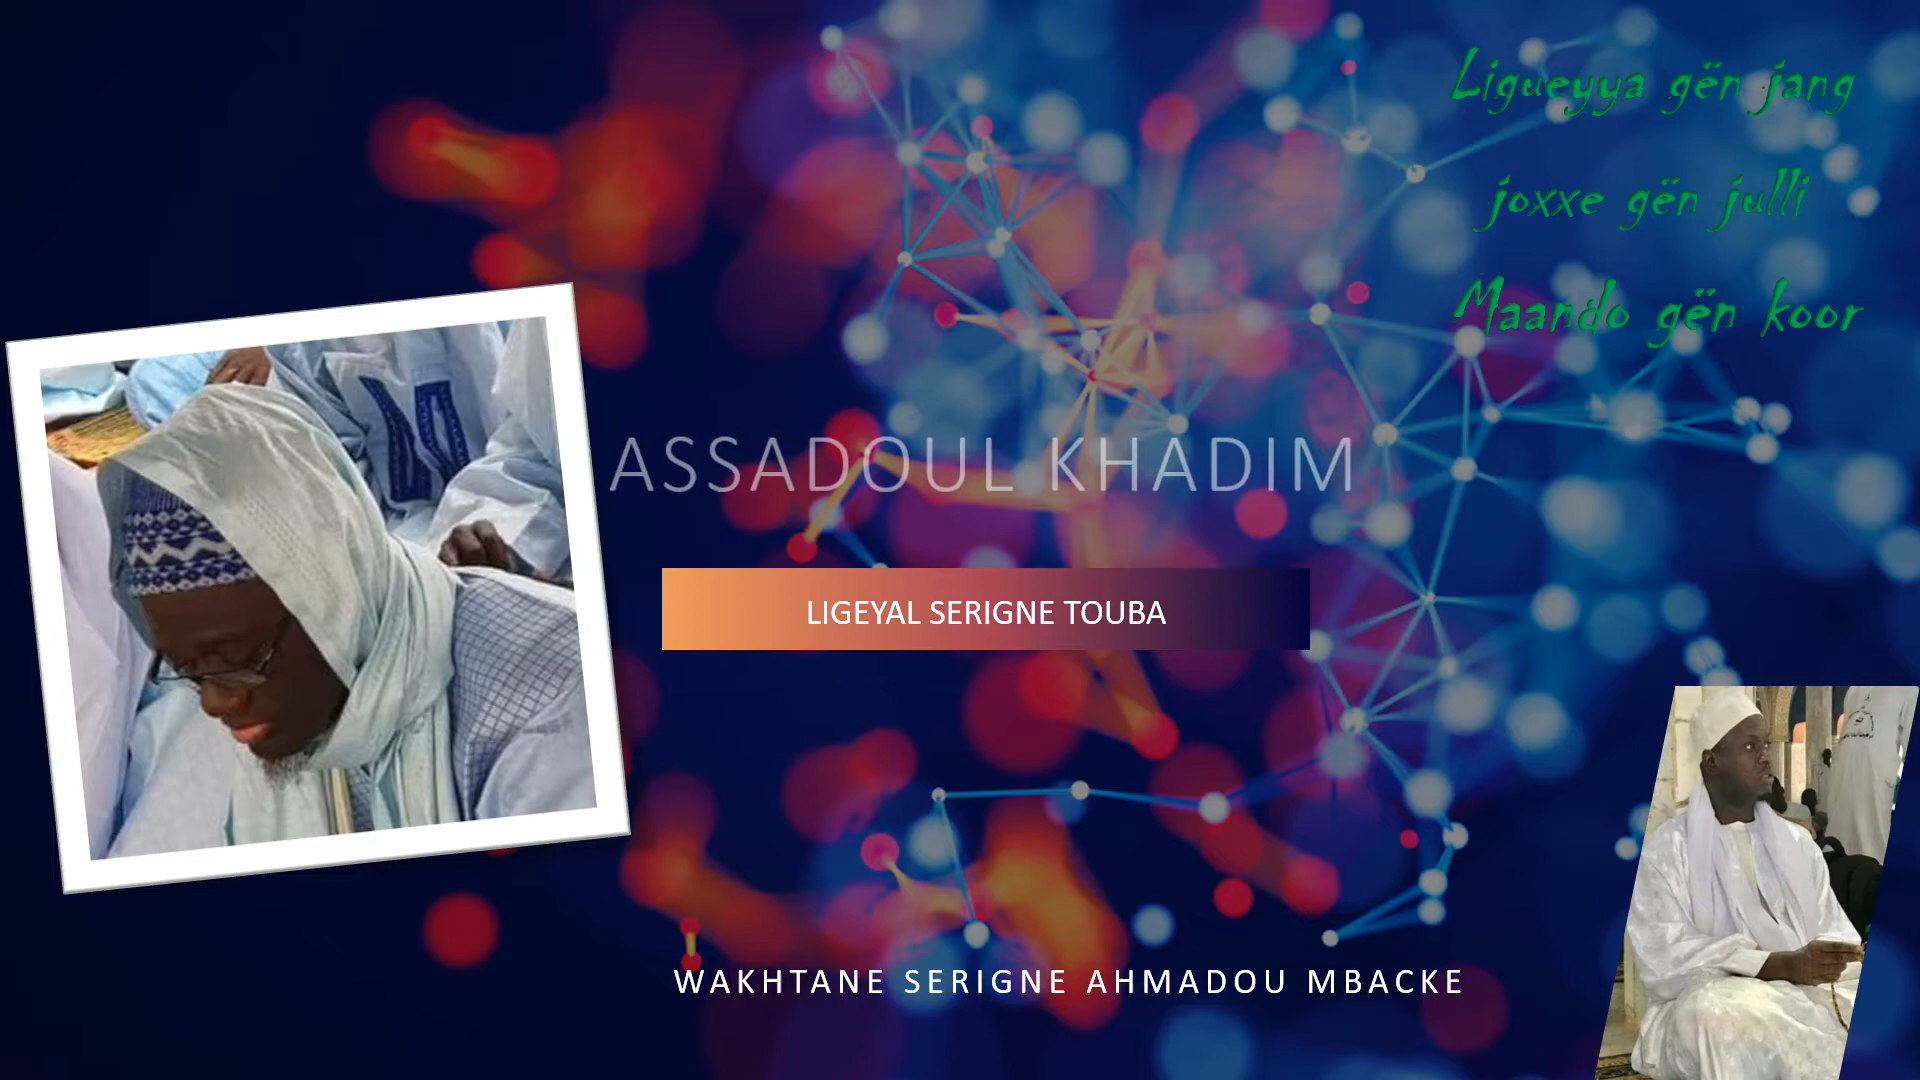 Ligueyya gën jang
joxxe gën julli
Maando gën koor
ASSADOUL KHADIM
LIGEYAL SERIGNE TOUBA
WAKHTANE SERIGNE AHMADOU MBACKE